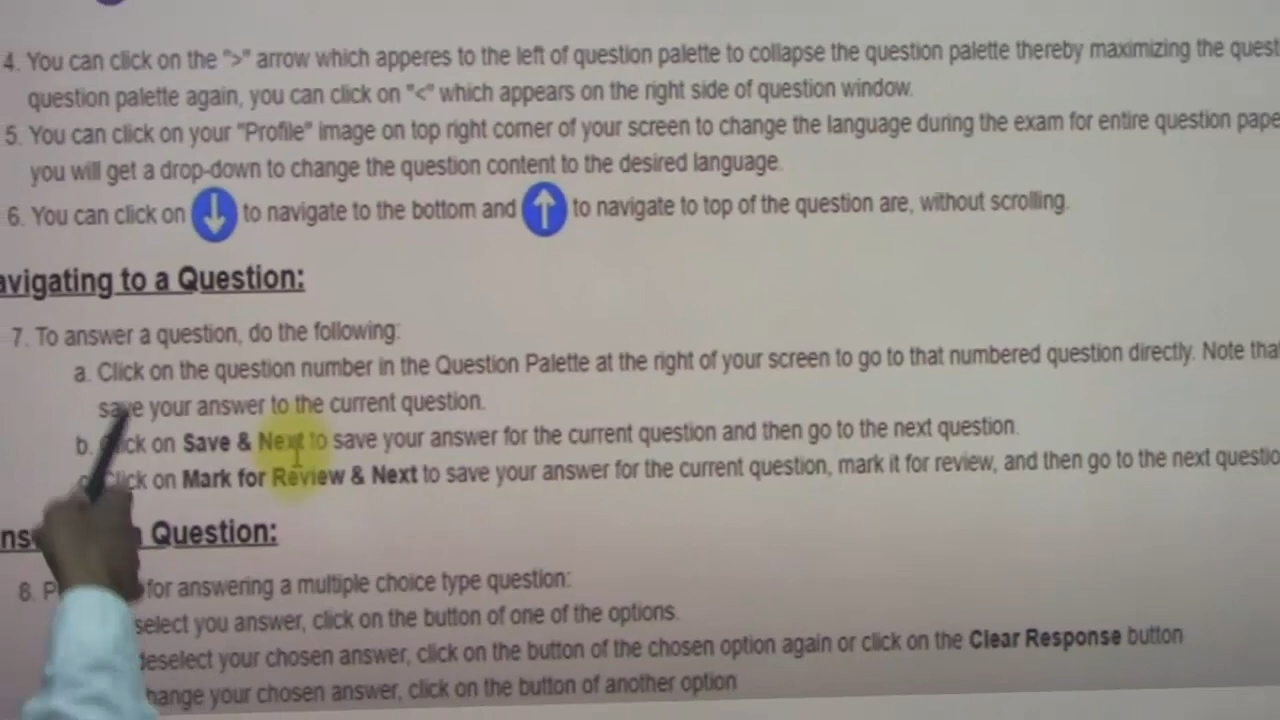 4. You can click on the ">" arrow which apperes to the left of question palette to collapse the question palette thereby maximizing the quest
question palette again, you can click on "<" which appears on the right side of question window.
5. You can click on your "Profile" image on top right corner of your screen to change the language during the exam for entire question pape
you will get a drop-down to change the question content to the desired language.
6. You can click on ↓ to navigate to the bottom and ↑ to navigate to top of the question are, without scrolling.
avigating to a Question:
7. To answer a question, do the following:
a. Click on the question number in the Question Palette at the right of your screen to go to that numbered question directly. Note tha
save your answer to the current question.
b. Click on Save & Next to save your answer for the current question and then go to the next question.
Click on Mark for Review & Next to save your answer for the current question, mark it for review, and then go to the next questio
Question:
8. for answering a multiple choice type question:
select you answer, click on the button of one of the options.
deselect your chosen answer, click on the button of the chosen option again or click on the Clear Response button
hange your chosen answer, click on the button of another option